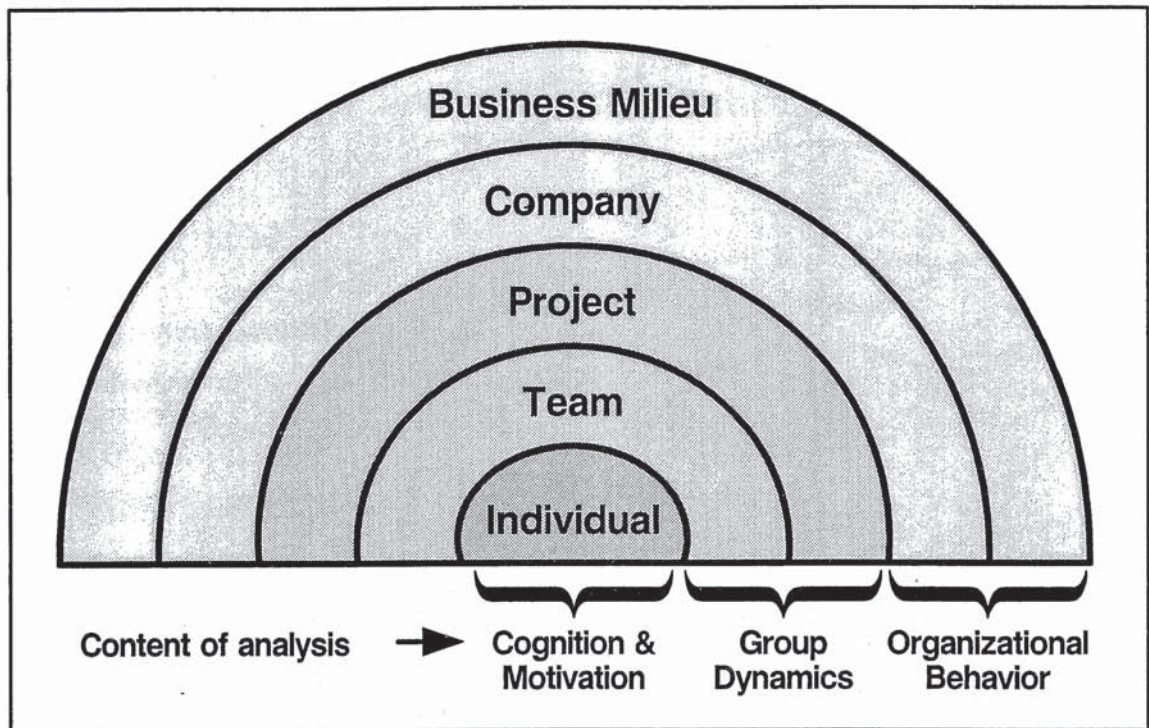 Business Milieu
Company
Project
Team
Individual
Content of analysis
Cognition &
Motivation
Group
Dynamics
Organizational
Behavior